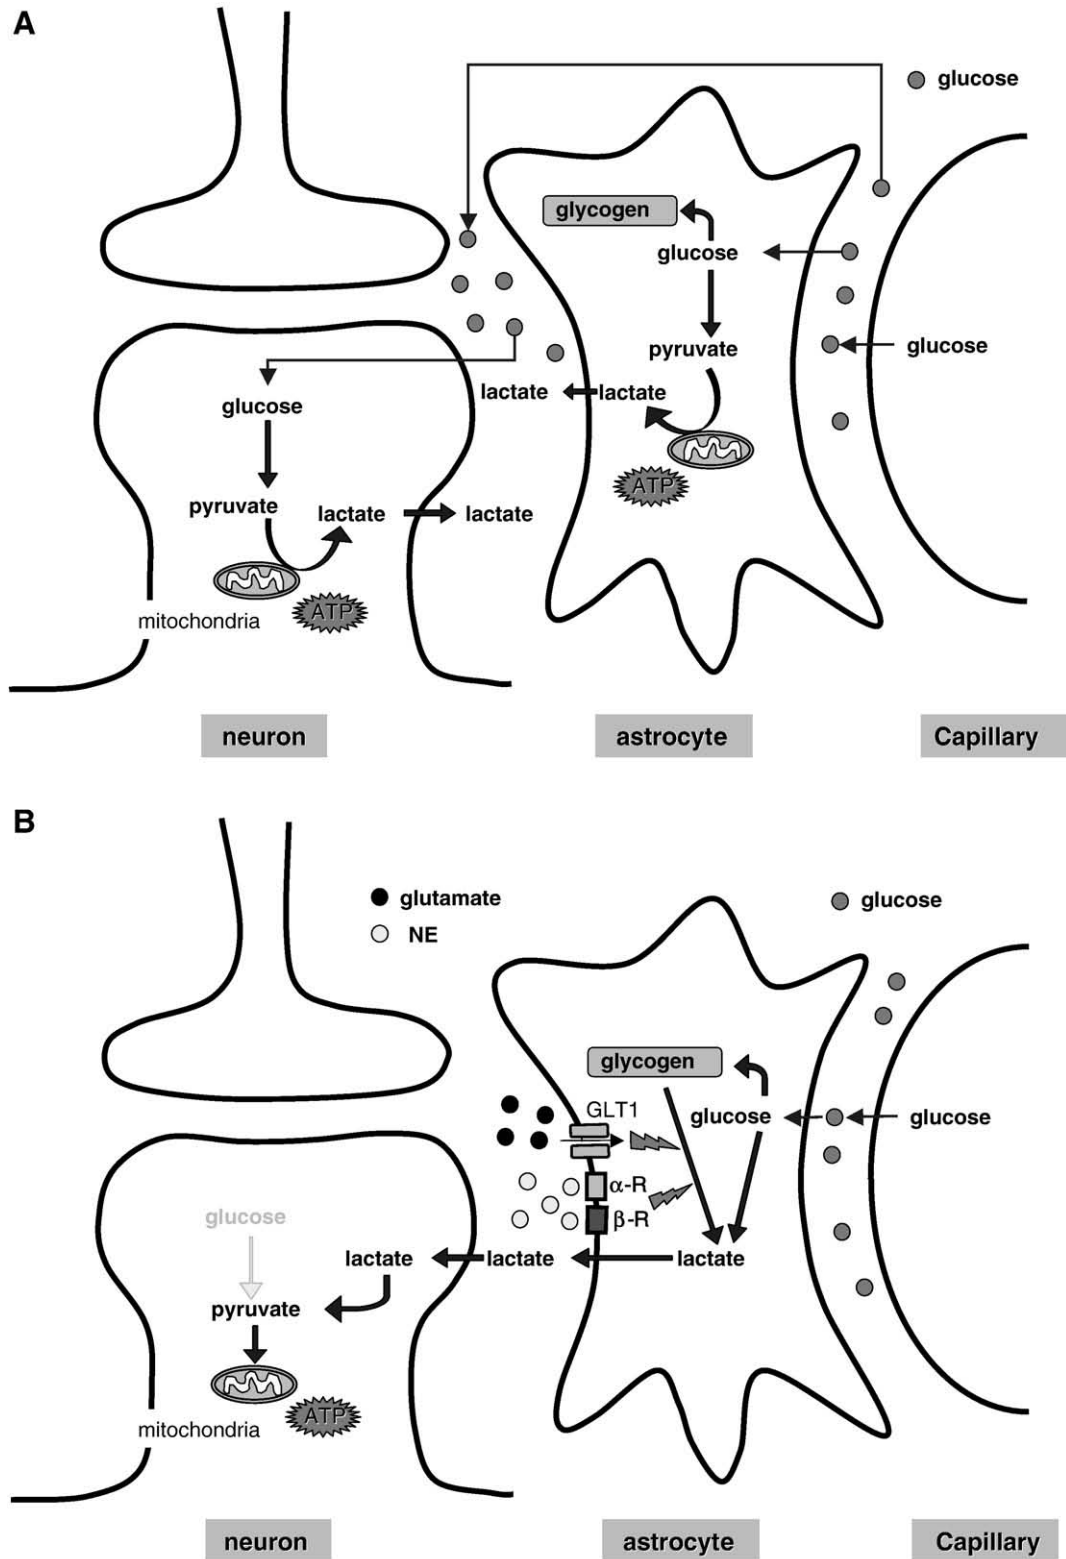 A
glucose
glycogen
glucose
pyruvate
glucose
lactate
lactate
glucose
pyruvate
lactate
lactate
ATP
mitochondria
ATP
neuron
astrocyte
Capillary
B
glutamate
NE
glucose
glycogen
GLT1
glucose
glucose
α-R
β-R
glucose
lactate
lactate
lactate
pyruvate
mitochondria
ATP
neuron
astrocyte
Capillary